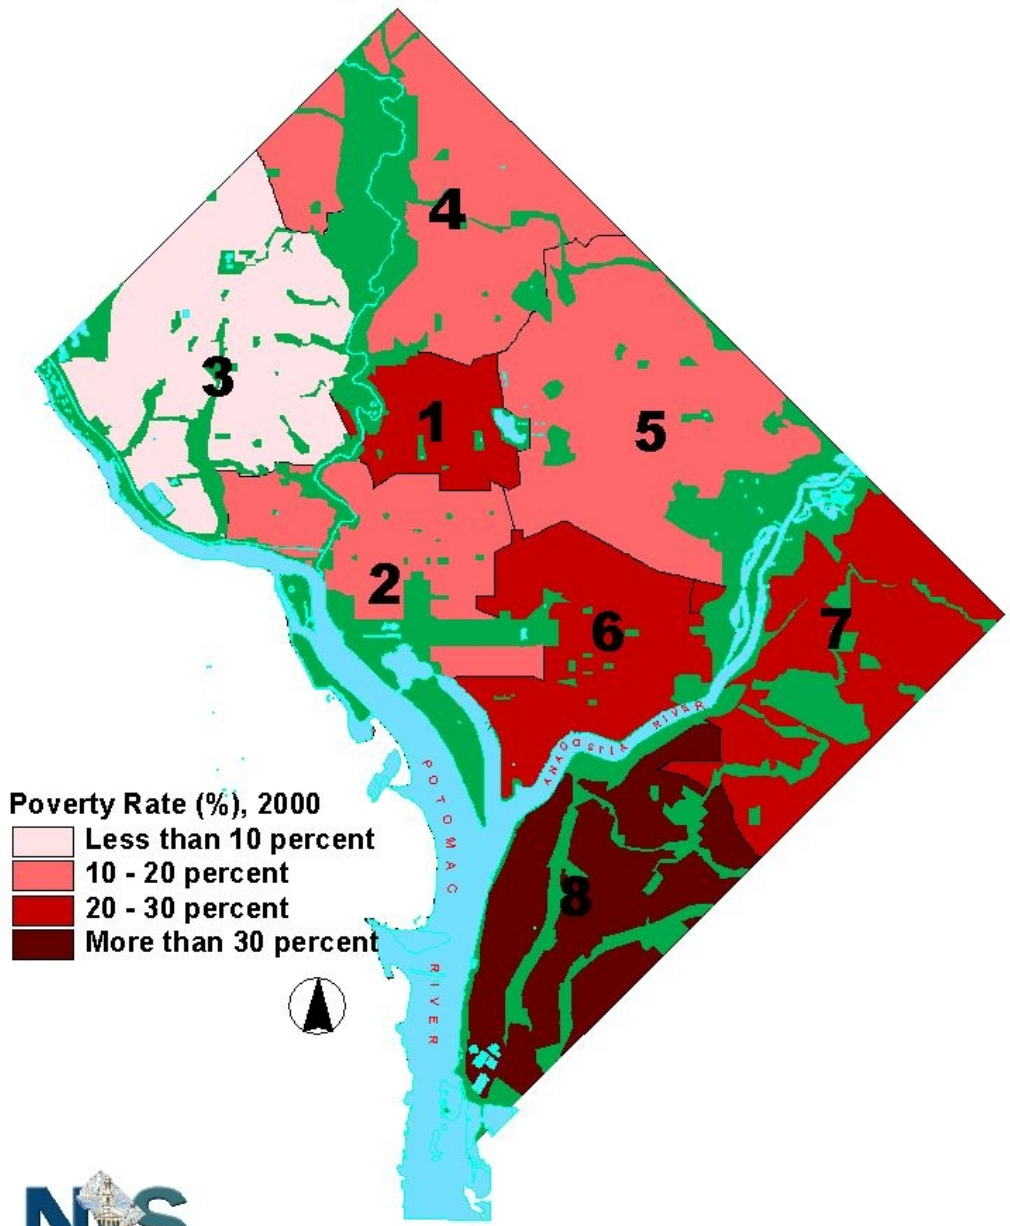 4
3
1
5
2
6
7
ANACOSTIA RIVER
POTOMAC
RIVER
8
Poverty Rate (%), 2000
Less than 10 percent
10 - 20 percent
20 - 30 percent
More than 30 percent